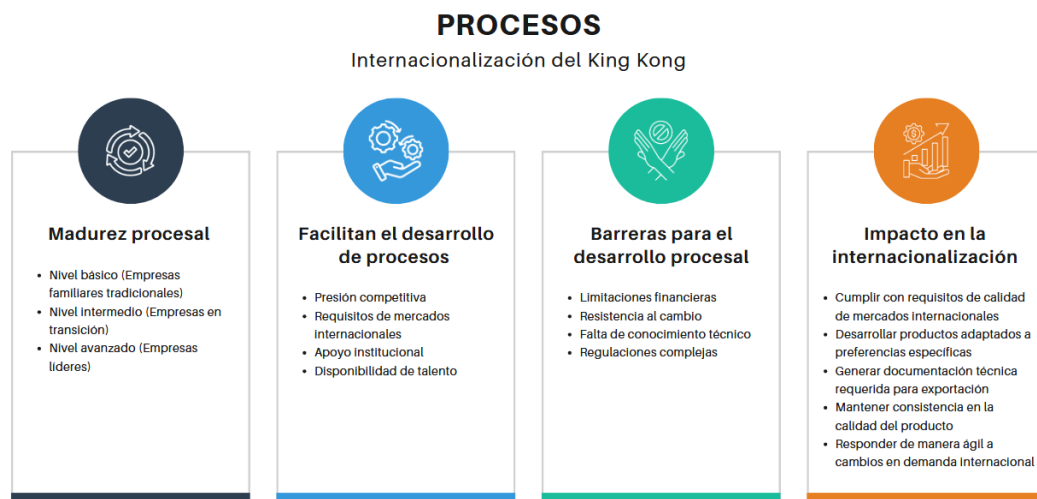 PROCESOS
Internacionalización del King Kong
Madurez procesal
• Nivel básico (Empresas
familiares tradicionales)
• Nivel intermedio (Empresas en
transición)
• Nivel avanzado (Empresas
líderes)
Facilitan el desarrollo
de procesos
• Presión competitiva
• Requisitos de mercados
internacionales
• Apoyo institucional
• Disponibilidad de talento
Barreras para el
desarrollo procesal
• Limitaciones financieras
• Resistencia al cambio
• Falta de conocimiento técnico
• Regulaciones complejas
Impacto en la
internacionalización
• Cumplir con requisitos de calidad
de mercados internacionales
• Desarrollar productos adaptados a
preferencias específicas
• Generar documentación técnica
requerida para exportación
• Mantener consistencia en la
calidad del producto
• Responder de manera ágil a
cambios en demanda internacional